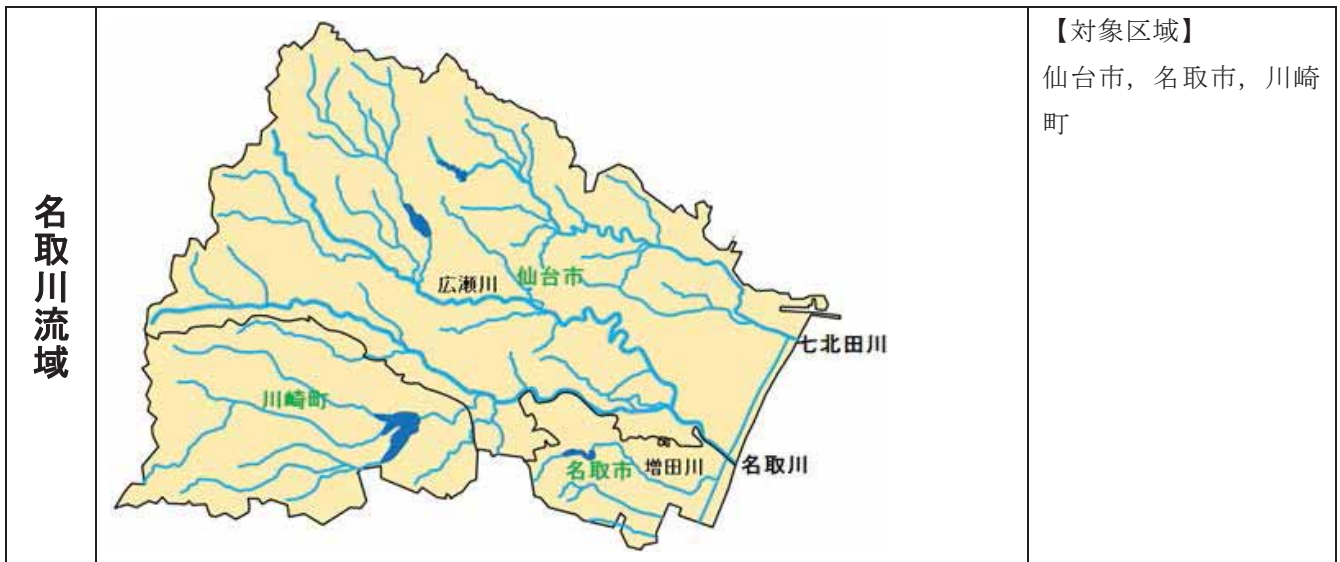 名取川流域
広瀬川
仙台市
七北田川
川崎町
名取市
増田川
名取川
【対象区域】
仙台市，名取市，川崎
町